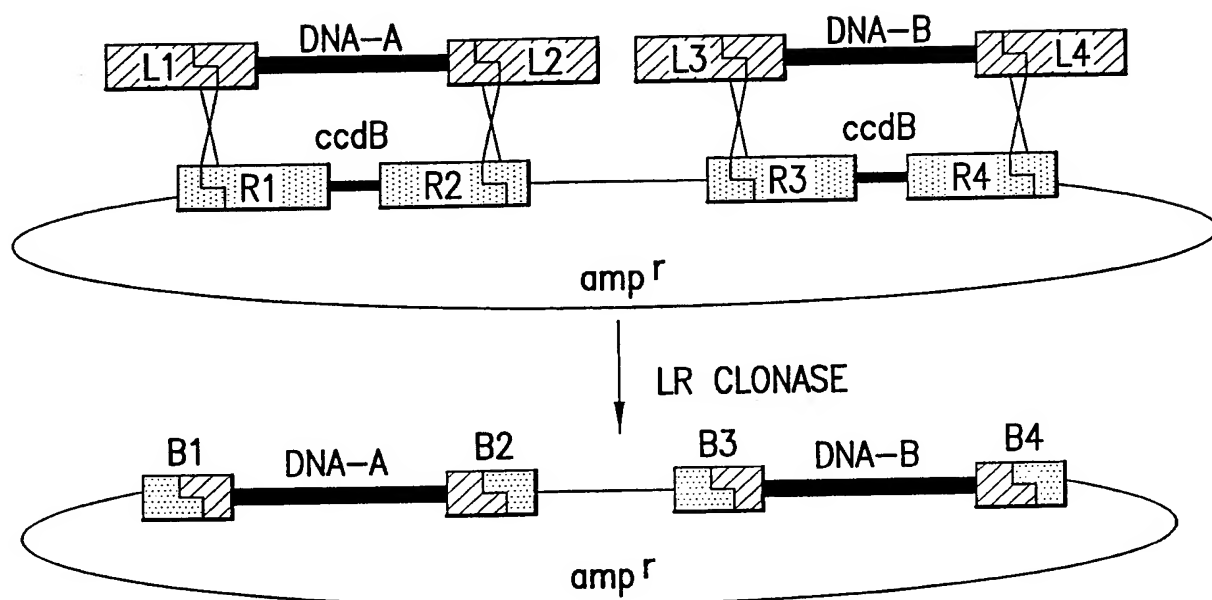 DNA-A DNA-B
L1 L2 L3 L4
ccdB ccdB
R1 R2 R3 R4
amp^r
LR CLONASE
B1 B2 B3 B4
DNA-A DNA-B
amp^r